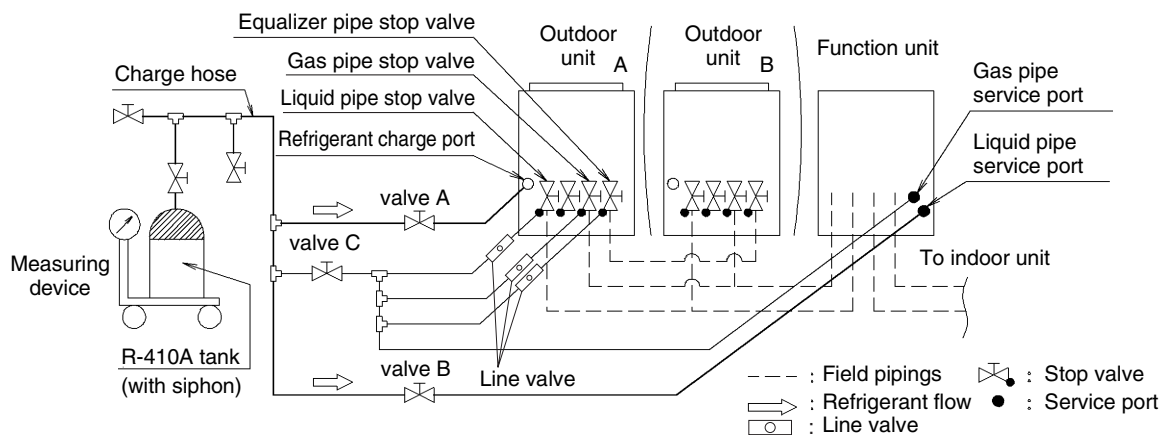 Equalizer pipe stop valve
Gas pipe stop valve
Liquid pipe stop valve
Refrigerant charge port
Charge hose
Outdoor
unit
A
Outdoor
unit
B
Function unit
Gas pipe
service port
Liquid pipe
service port
valve A
valve C
Measuring
device
To indoor unit
R-410A tank
(with siphon)
valve B
Line valve
: Field pipings
: Stop valve
: Refrigerant flow
: Service port
: Line valve